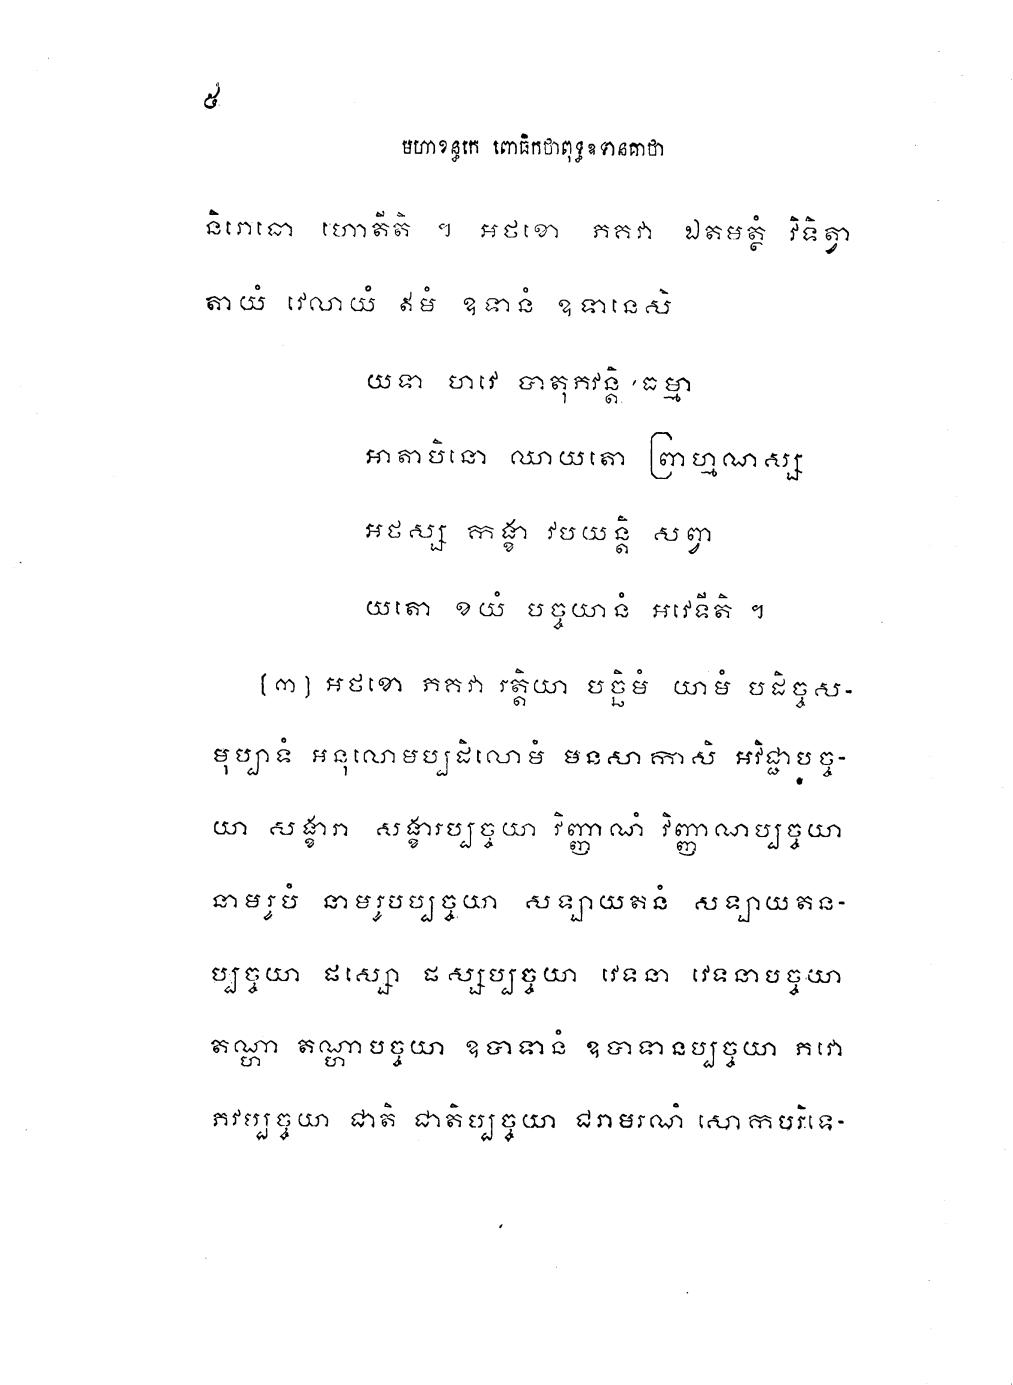 ៥
មហាខន្ធកេ ពោធិកថាពុទ្ធឧទានគាថា
និរោធោ ហោតីតិ ។ អថខោ ភគវា ឯតមត្ថំ វិទិត្វា
តាយំ វេលាយំ ឥមំ ឧទានំ ឧទានេសិ
យទា ហវេ បាតុភវន្តិ ធម្មា
អាតាបិនោ ឈាយតោ ព្រាហ្មណស្ស
អថស្ស កង្ខា វបយន្តិ សព្វា
យតោ ខយំ បច្ចយានំ អវេទីតិ ។
[៣] អថខោ ភគវា រត្តិយា បច្ឆិមំ យាមំ បដិច្ចស-
មុប្បាទំ អនុលោមប្បដិលោមំ មនសាកាសិ អវិជ្ជាបច្ច-
យា សង្ខារា សង្ខារប្បច្ចយា វិញ្ញាណំ វិញ្ញាណប្បច្ចយា
នាមរូបំ នាមរូបប្បច្ចយា សឡាយតនំ សឡាយតន-
ប្បច្ចយា ផស្សោ ផស្សប្បច្ចយា វេទនា វេទនាបច្ចយា
តណ្ហា តណ្ហាបច្ចយា ឧបាទានំ ឧបាទានប្បច្ចយា ភវោ
ភវប្បច្ចយា ជាតិ ជាតិប្បច្ចយា ជរាមរណំ សោកបរិទេ-